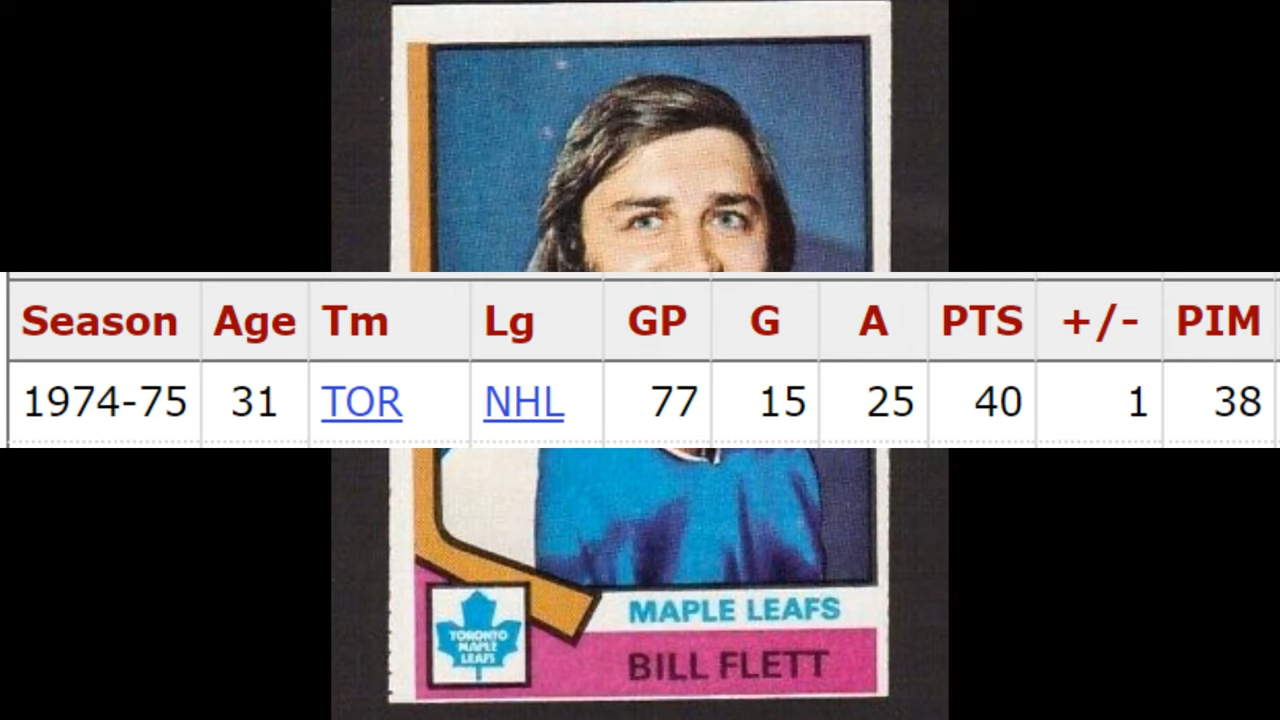 Season Age Tm Lg GP G A PTS +/- PIM
1974-75 31 TOR NHL 77 15 25 40 1 38
MAPLE LEAFS
TORONTO
MAPLE
LEAFS
BILL FLETT